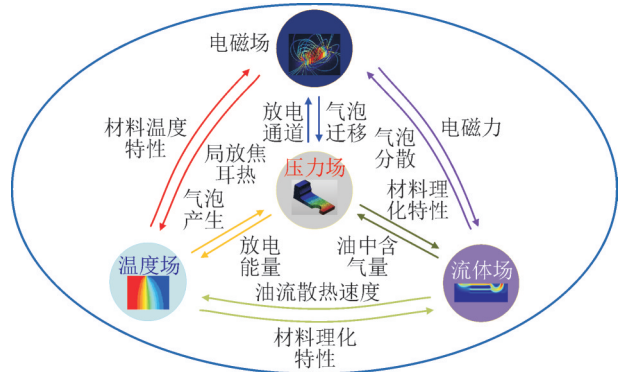 电磁场
放电
通道
气泡
迁移
材料温度
特性
局放焦
耳热
气泡
分散
电磁力
压力场
材料理
化特性
气泡
产生
放电
能量
油中含
气量
温度场
流体场
油流散热速度
材料理化
特性